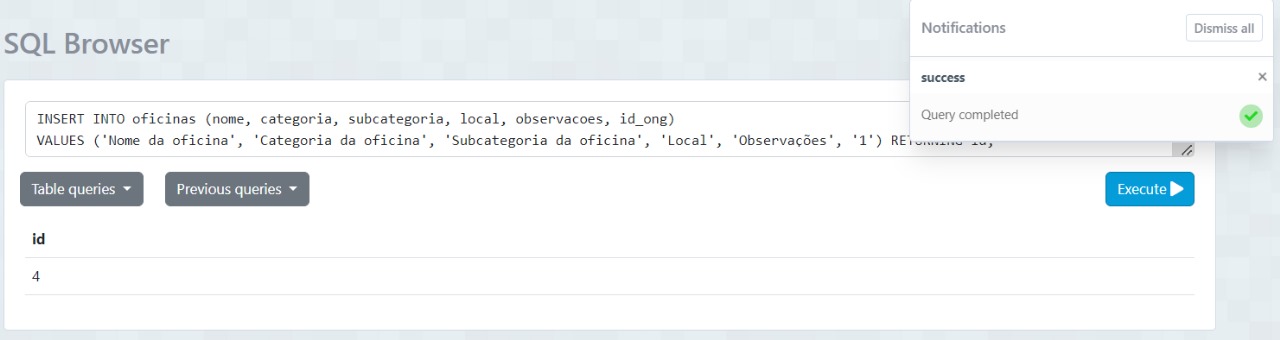 SQL Browser
Notifications
Dismiss all
success
×
Query completed
INSERT INTO oficinas (nome, categoria, subcategoria, local, observacoes, id_ong)
VALUES ('Nome da oficina', 'Categoria da oficina', 'Subcategoria da oficina', 'Local', 'Observações', '1') RETURNING id;
Table queries
Previous queries
Execute
id
4